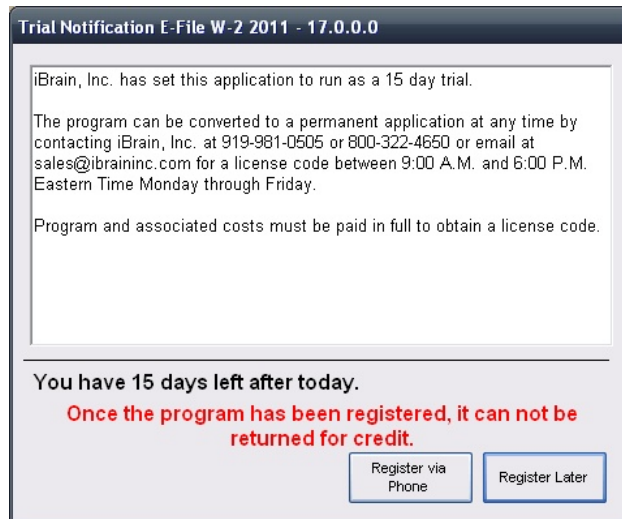 Trial Notification E-File W-2 2011 - 17.0.0.0
iBrain, Inc. has set this application to run as a 15 day trial.
The program can be converted to a permanent application at any time by
contacting iBrain, Inc. at 919-981-0505 or 800-322-4650 or email at
sales@ibraininc.com for a license code between 9:00 A.M. and 6:00 P.M.
Eastern Time Monday through Friday.
Program and associated costs must be paid in full to obtain a license code.
You have 15 days left after today.
Once the program has been registered, it can not be
returned for credit.
Register via
Phone
Register Later